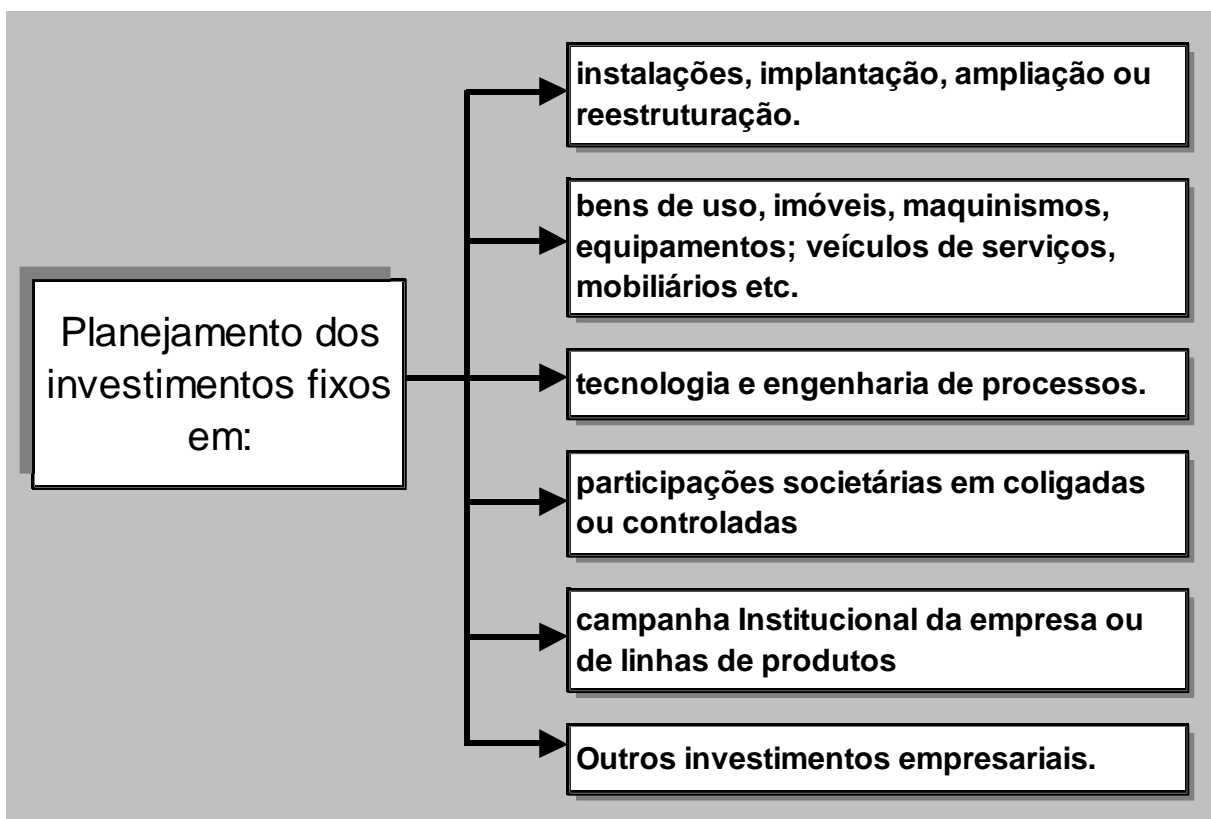 Planejamento dos
investimentos fixos
em:
instalações, implantação, ampliação ou
reestruturação.
bens de uso, imóveis, maquinismos,
equipamentos; veículos de serviços,
mobiliários etc.
tecnologia e engenharia de processos.
participações societárias em coligadas
ou controladas
campanha Institucional da empresa ou
de linhas de produtos
Outros investimentos empresariais.